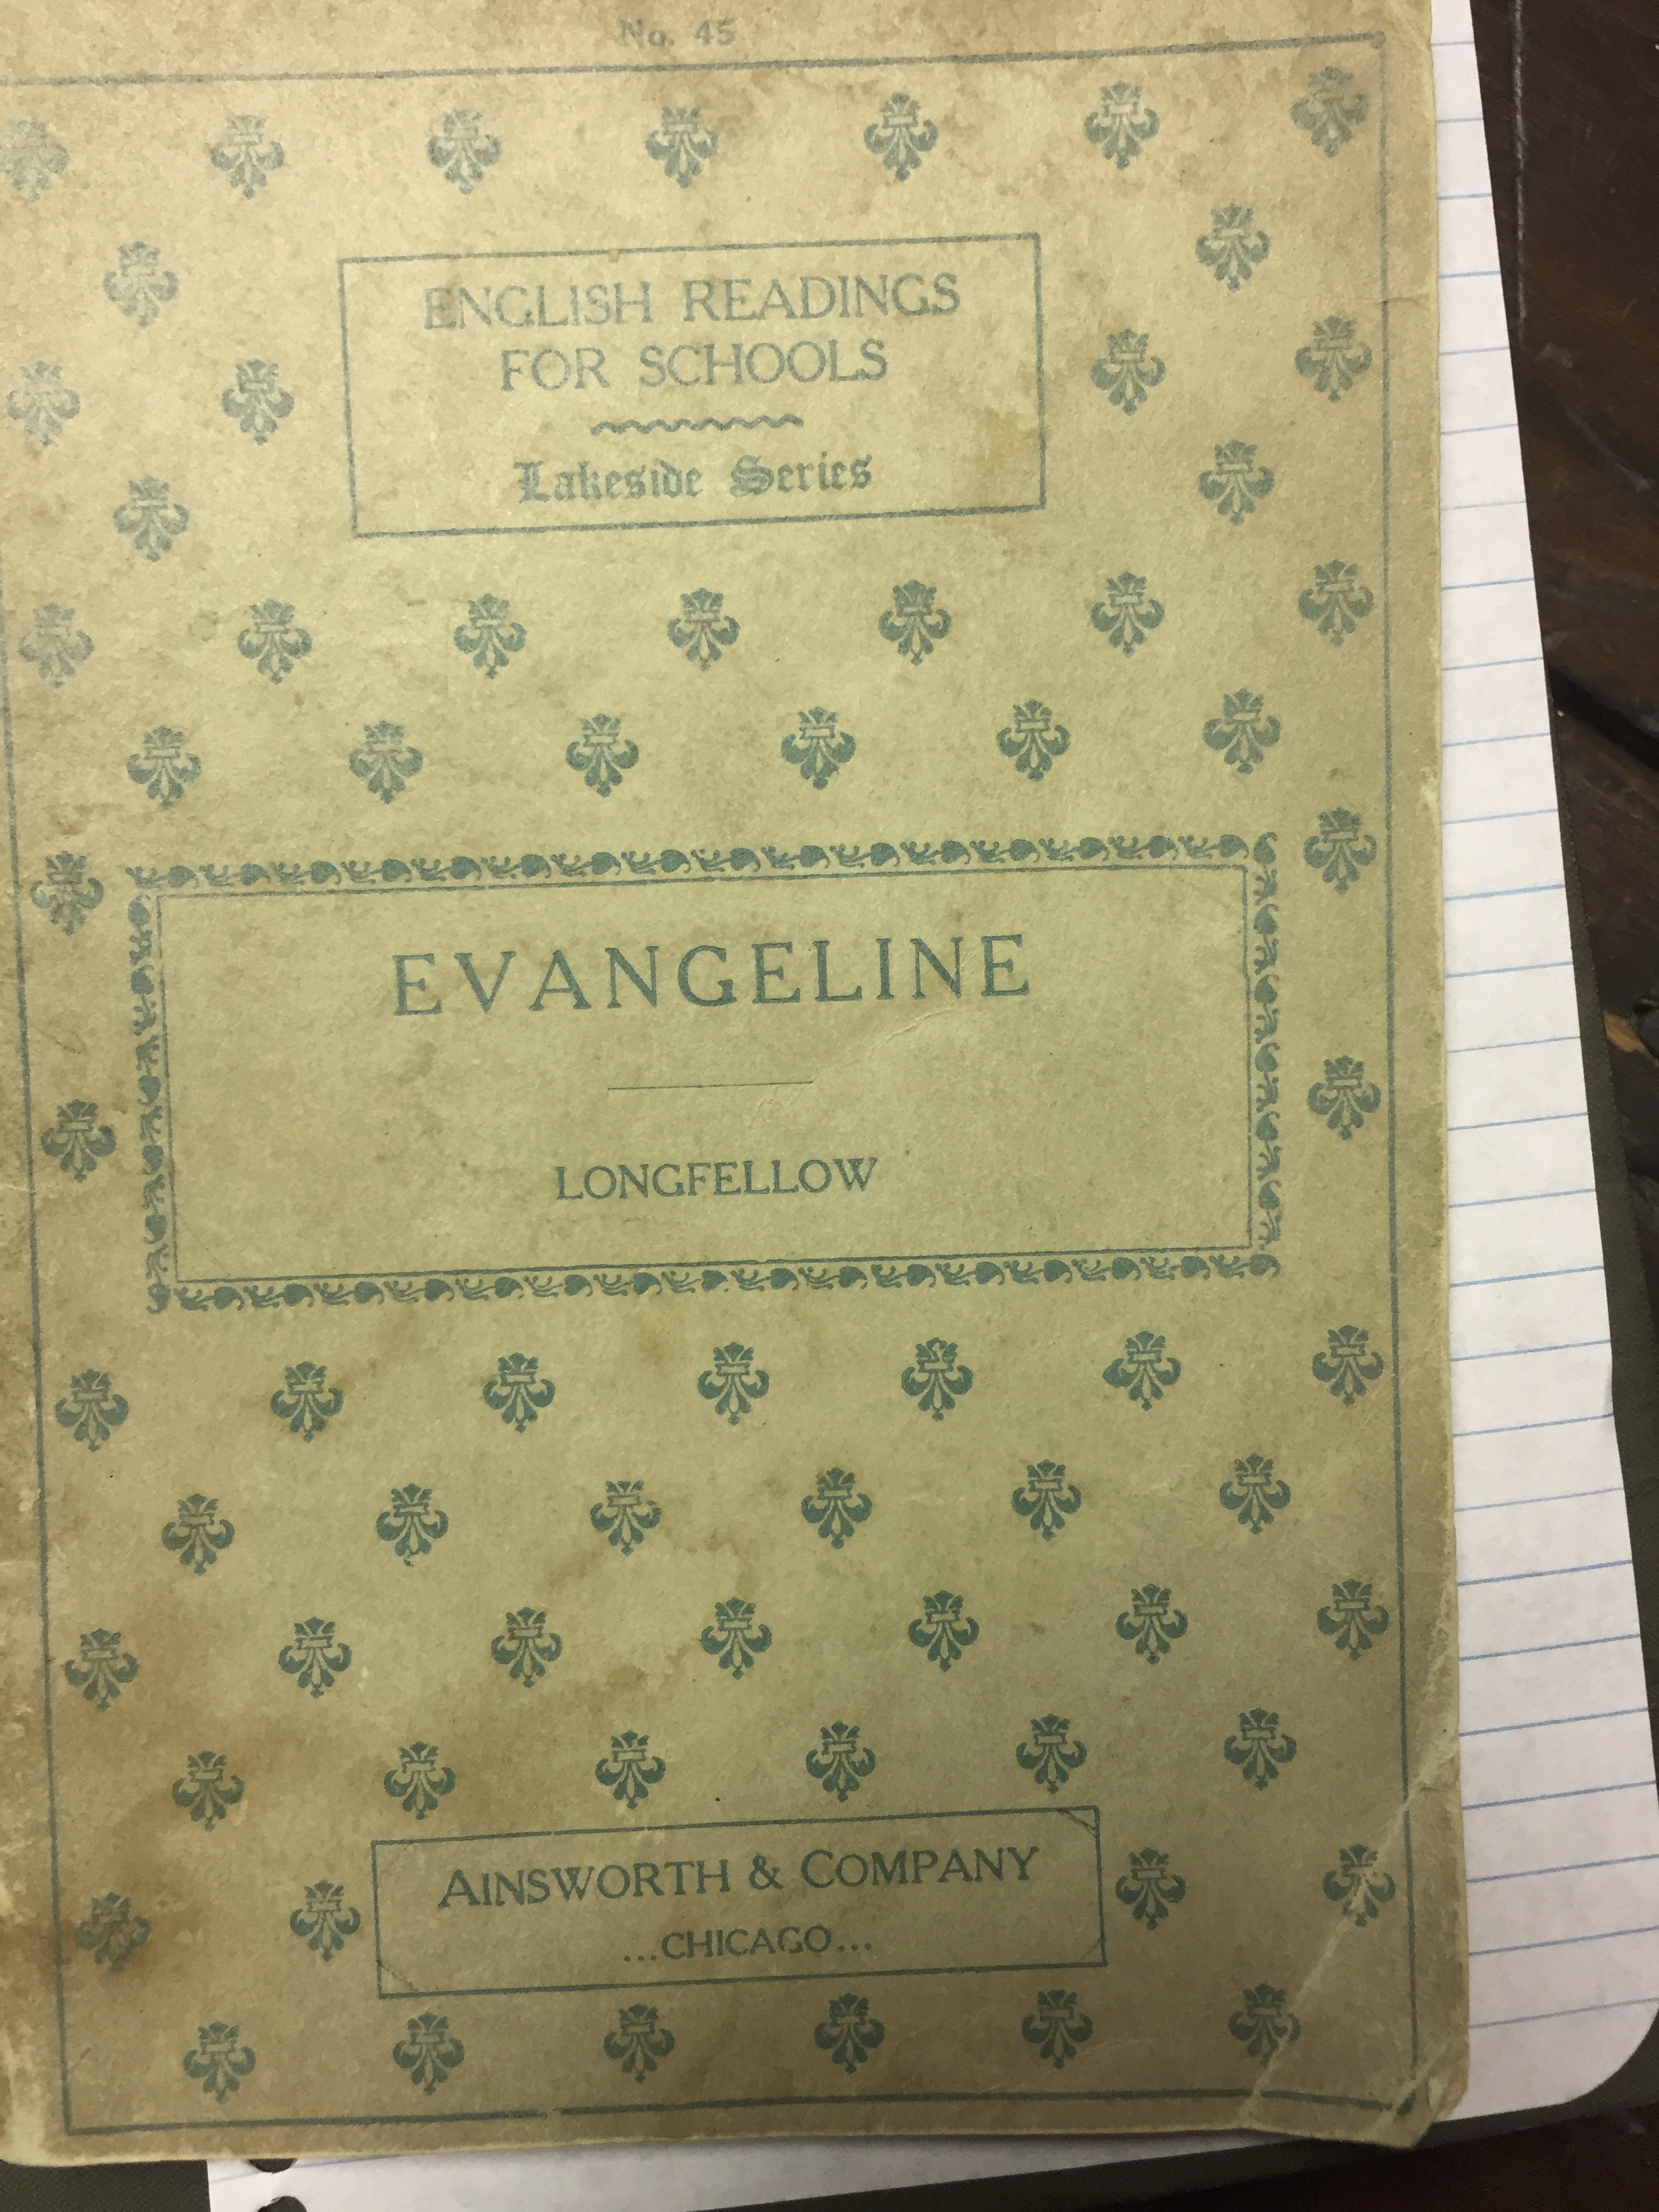 No. 45
ENGLISH READINGS
FOR SCHOOLS
Lakeside Series
EVANGELINE
LONGFELLOW
AINSWORTH & COMPANY
...CHICAGO...